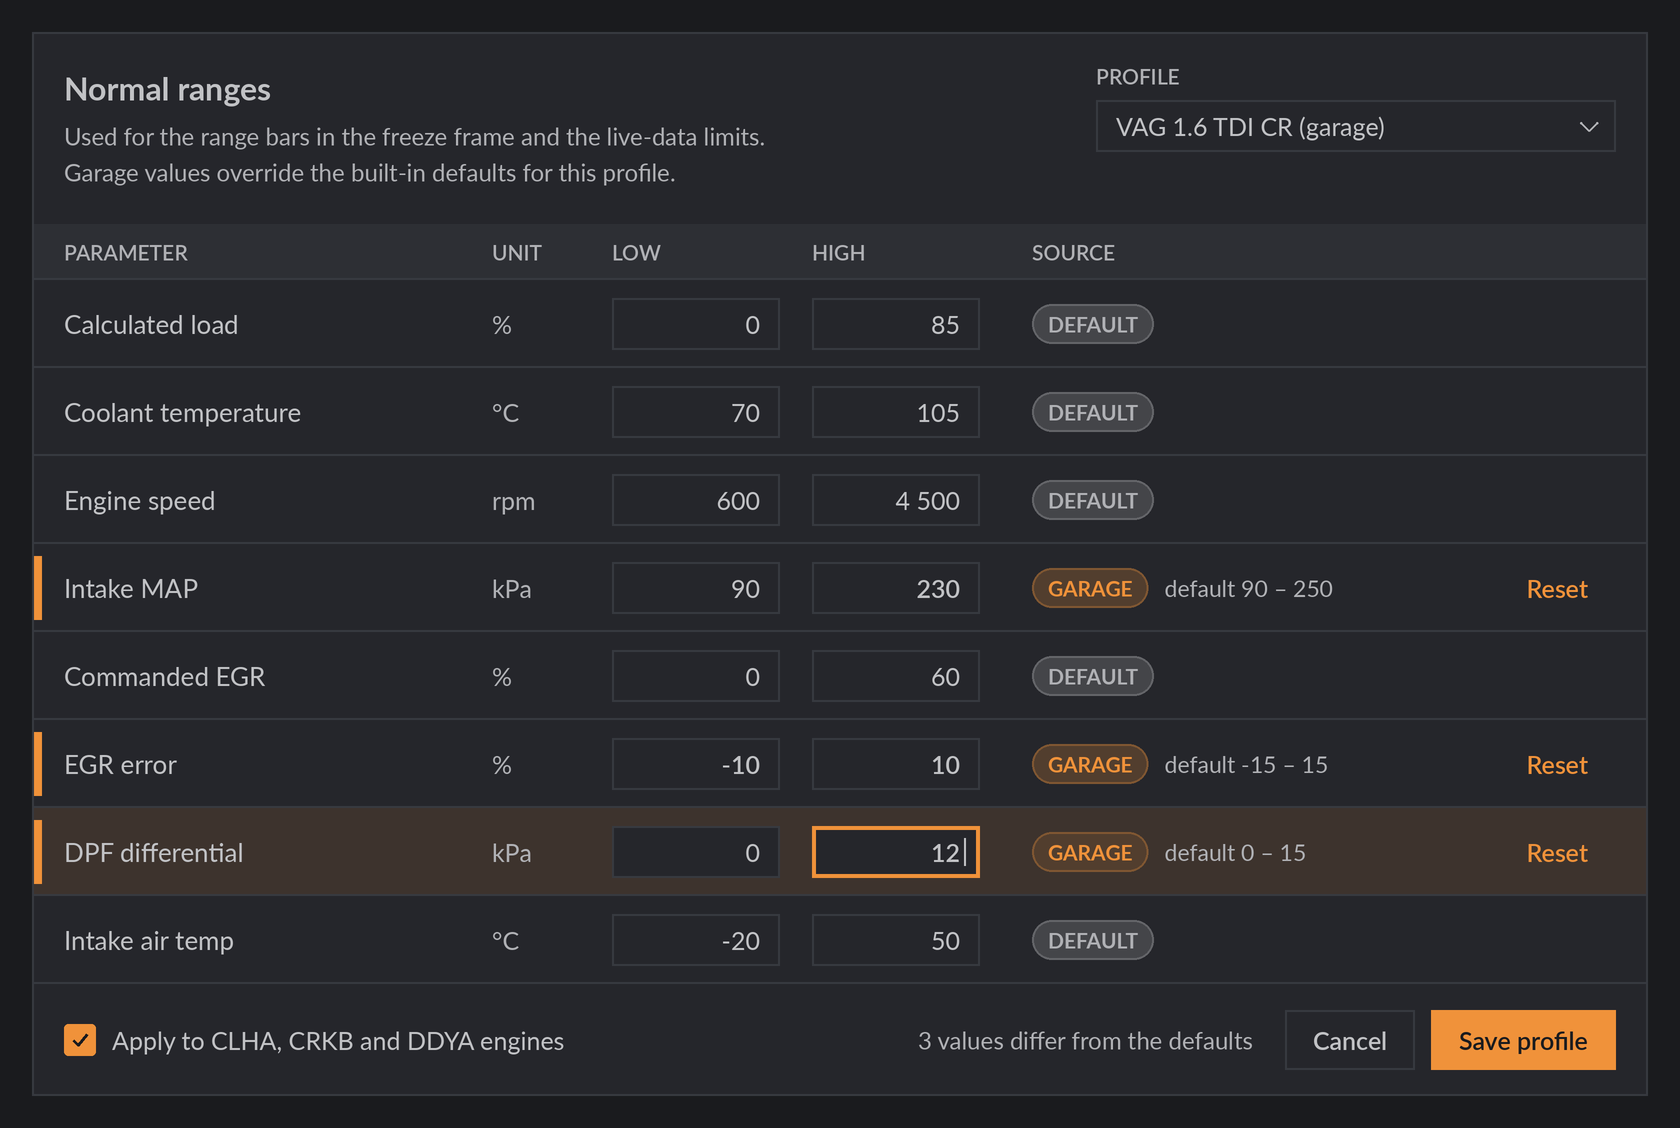 Normal ranges
Used for the range bars in the freeze frame and the live-data limits.
Garage values override the built-in defaults for this profile.
PROFILE
VAG 1.6 TDI CR (garage)
PARAMETER UNIT LOW HIGH SOURCE
Calculated load % 0 85 DEFAULT
Coolant temperature °C 70 105 DEFAULT
Engine speed rpm 600 4 500 DEFAULT
Intake MAP kPa 90 230 GARAGE default 90 – 250 Reset
Commanded EGR % 0 60 DEFAULT
EGR error % -10 10 GARAGE default -15 – 15 Reset
DPF differential kPa 0 12 GARAGE default 0 – 15 Reset
Intake air temp °C -20 50 DEFAULT
Apply to CLHA, CRKB and DDYA engines 3 values differ from the defaults Cancel Save profile